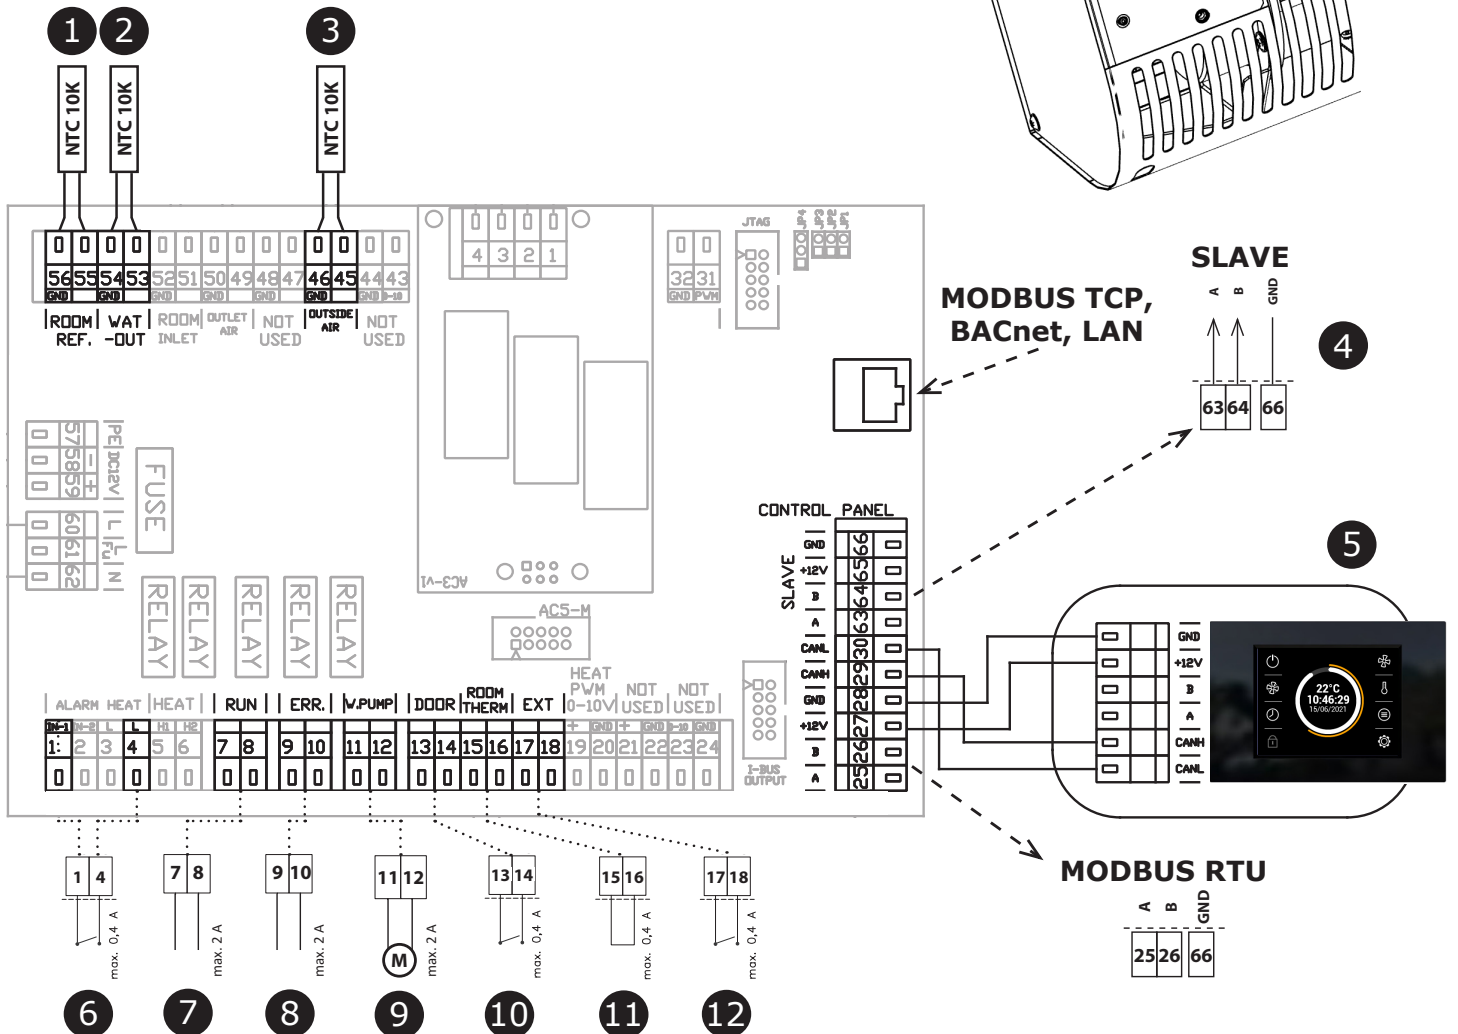 1 2 3
NTC 10K NTC 10K NTC 10K
56 55 54 53 52 51 50 49 48 47 46 45 44 43
GND GND GND GND GND GND GND 0-10
ROOM REF. WAT -OUT ROOM INLET OUTLET AIR NOT USED OUTSIDE AIR NOT USED
4 3 2 1
32 31
GND PWM
JTAG
JP4 JP3 JP2 JP1
MODBUS TCP,
BACnet, LAN
SLAVE
A B GND
63 64 66
4
57 58 59
PE - DC12V +
60 61 62
L L Fu N
FUSE
RELAY RELAY RELAY RELAY RELAY
AC3-v1
AC5-M
CONTROL PANEL
SLAVE
GND 66
+12V 65
B 64
A 63
CANL 30
CANH 29
GND 28
+12V 27
B 26
A 25
I-BUS
OUTPUT
5
GND
+12V
B
A
CANH
CANL
22°C
10:46:29
15/06/2021
ALARM HEAT HEAT RUN ERR. W.PUMP DOOR ROOM THERM EXT HEAT PWM 0-10V NOT USED NOT USED
IN-1 IN-2 L L H1 H2 + GND + GND 0-10 GND
1 2 3 4 5 6 7 8 9 10 11 12 13 14 15 16 17 18 19 20 21 22 23 24
1 4 7 8 9 10 11 12 13 14 15 16 17 18
M
max. 0,4 A max. 2 A max. 2 A max. 2 A max. 0,4 A max. 0,4 A max. 0,4 A
6 7 8 9 10 11 12
MODBUS RTU
A B GND
25 26 66